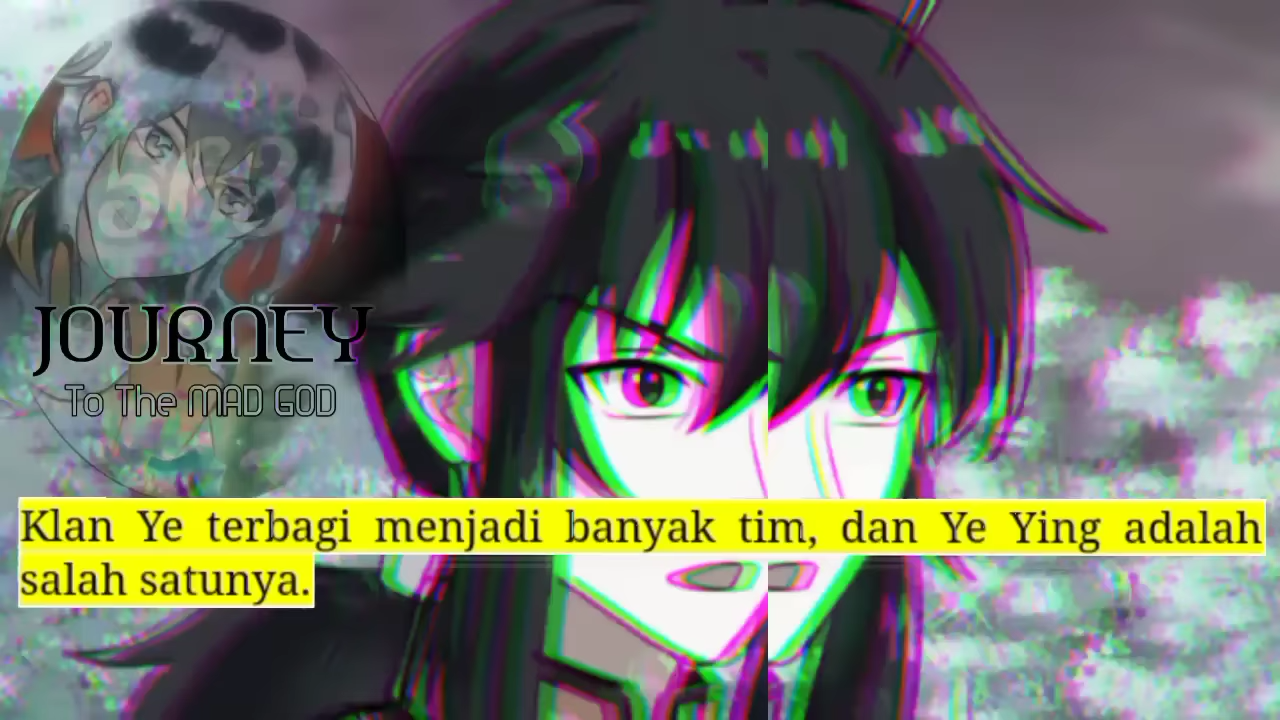 JOURNEY
To The MAD GOD
Klan Ye terbagi menjadi banyak tim, dan Ye Ying adalah
salah satunya.